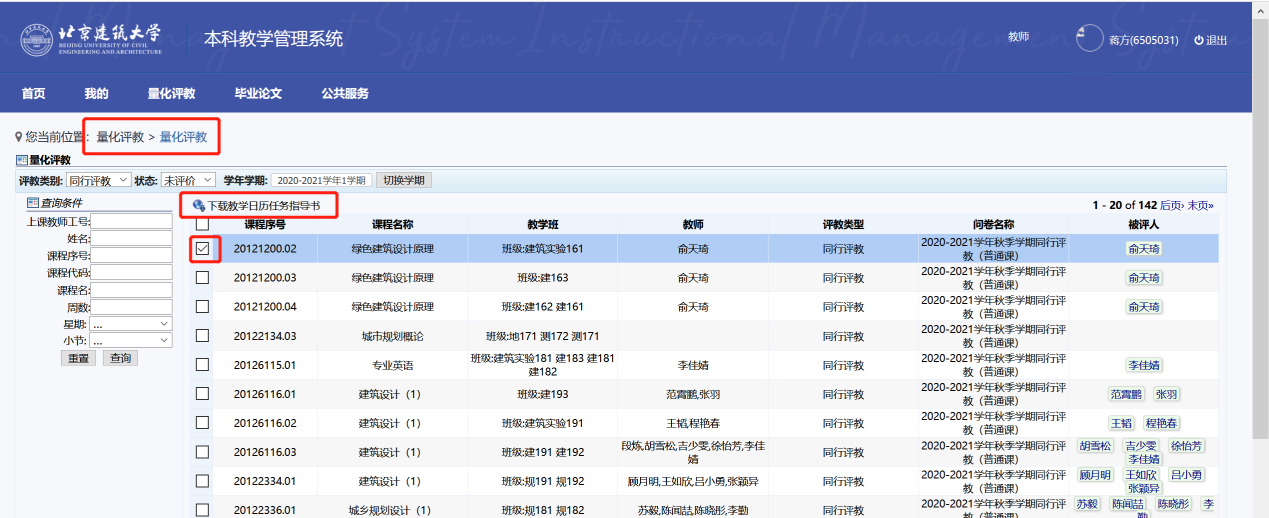 北京建筑大学
BEIJING UNIVERSITY OF CIVIL
ENGINEERING AND ARCHITECTURE
本科教学管理系统
教师
蒋方(6505031)
退出
首页 我的 量化评教 毕业论文 公共服务
您当前位置: 量化评教 > 量化评教
量化评教
评教类别: 同行评教 状态: 未评价 学年学期: 2020-2021学年1学期 切换学期
查询条件
上课教师工号:
姓名:
课程序号:
课程代码:
课程名:
周数:
星期: ...
小节: ...
重置 查询
下载教学日历任务指导书
1 - 20 of 142 后页› 末页»
课程序号 课程名称 教学班 教师 评教类型 问卷名称 被评人
20121200.02 绿色建筑设计原理 班级:建筑实验161 俞天琦 同行评教 2020-2021学年秋季学期同行评 俞天琦
教（普通课）
20121200.03 绿色建筑设计原理 班级:建163 俞天琦 同行评教 2020-2021学年秋季学期同行评 俞天琦
教（普通课）
20121200.04 绿色建筑设计原理 班级:建162 建161 俞天琦 同行评教 2020-2021学年秋季学期同行评 俞天琦
教（普通课）
20122134.03 城市规划概论 班级:地171 测172 测171 同行评教 2020-2021学年秋季学期同行评
教（普通课）
20126115.01 专业英语 班级:建筑实验181 建183 建181 李佳婧 同行评教 2020-2021学年秋季学期同行评 李佳婧
建182 教（普通课）
20126116.01 建筑设计（1） 班级:建193 范霄鹏,张羽 同行评教 2020-2021学年秋季学期同行评 范霄鹏 张羽
教（普通课）
20126116.02 建筑设计（1） 班级:建筑实验191 王韬,程艳春 同行评教 2020-2021学年秋季学期同行评 王韬 程艳春
教（普通课）
20126116.03 建筑设计（1） 班级:建191 建192 段炼,胡雪松,吉少雯,徐怡芳,李佳 同行评教 2020-2021学年秋季学期同行评 胡雪松 吉少雯 徐怡芳
婧 教（普通课） 李佳婧
20122334.01 建筑设计（1） 班级:规191 规192 顾月明,王如欣,吕小勇,张颖异 同行评教 2020-2021学年秋季学期同行评 顾月明 王如欣 吕小勇
教（普通课） 张颖异
20122336.01 城乡规划设计（1） 班级:规181 规182 苏毅,陈闻喆,陈晓彤,李勤 同行评教 2020-2021学年秋季学期同行评 苏毅 陈闻喆 陈晓彤 李
教（普通课） 勤